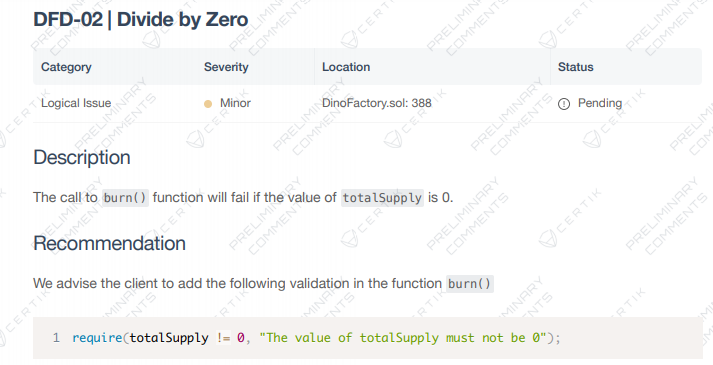 DFD-02 | Divide by Zero
Category Severity Location Status
Logical Issue Minor DinoFactory.sol: 388 Pending
Description
The call to burn() function will fail if the value of totalSupply is 0.
Recommendation
We advise the client to add the following validation in the function burn()
1 require(totalSupply != 0, "The value of totalSupply must not be 0");
CERTIK
PRELIMINARY
COMMENTS